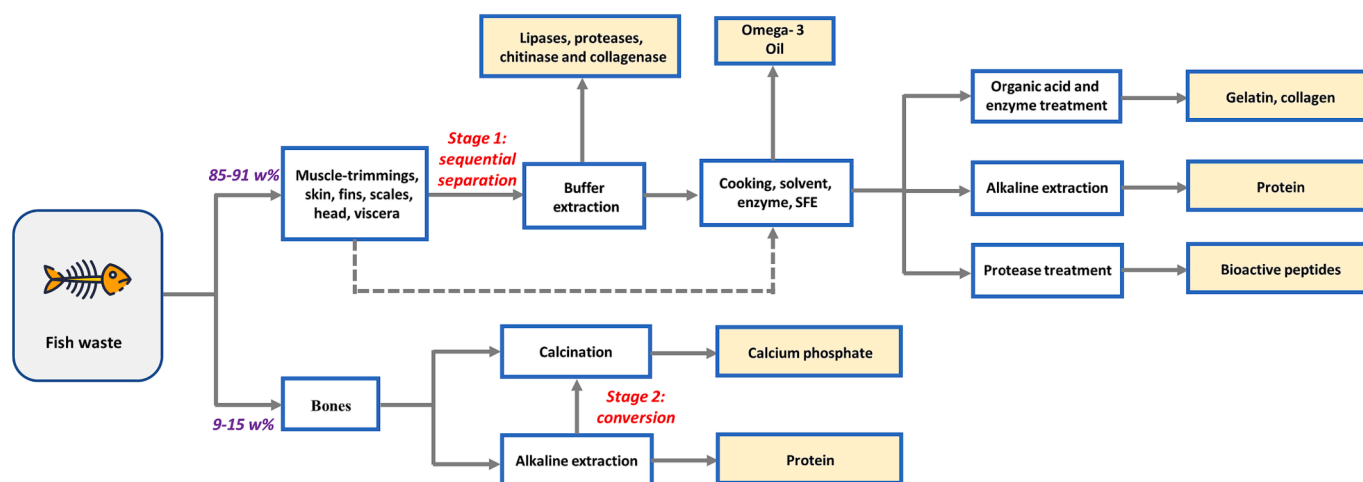 Lipases, proteases,
chitinase and collagenase
Omega- 3
Oil
Organic acid and
enzyme treatment
Gelatin, collagen
Stage 1:
sequential
separation
85-91 w%
Muscle-trimmings,
skin, fins, scales,
head, viscera
Buffer
extraction
Cooking, solvent,
enzyme, SFE
Alkaline extraction
Protein
Protease treatment
Bioactive peptides
Fish waste
Calcination
Calcium phosphate
Stage 2:
conversion
Bones
9-15 w%
Alkaline extraction
Protein